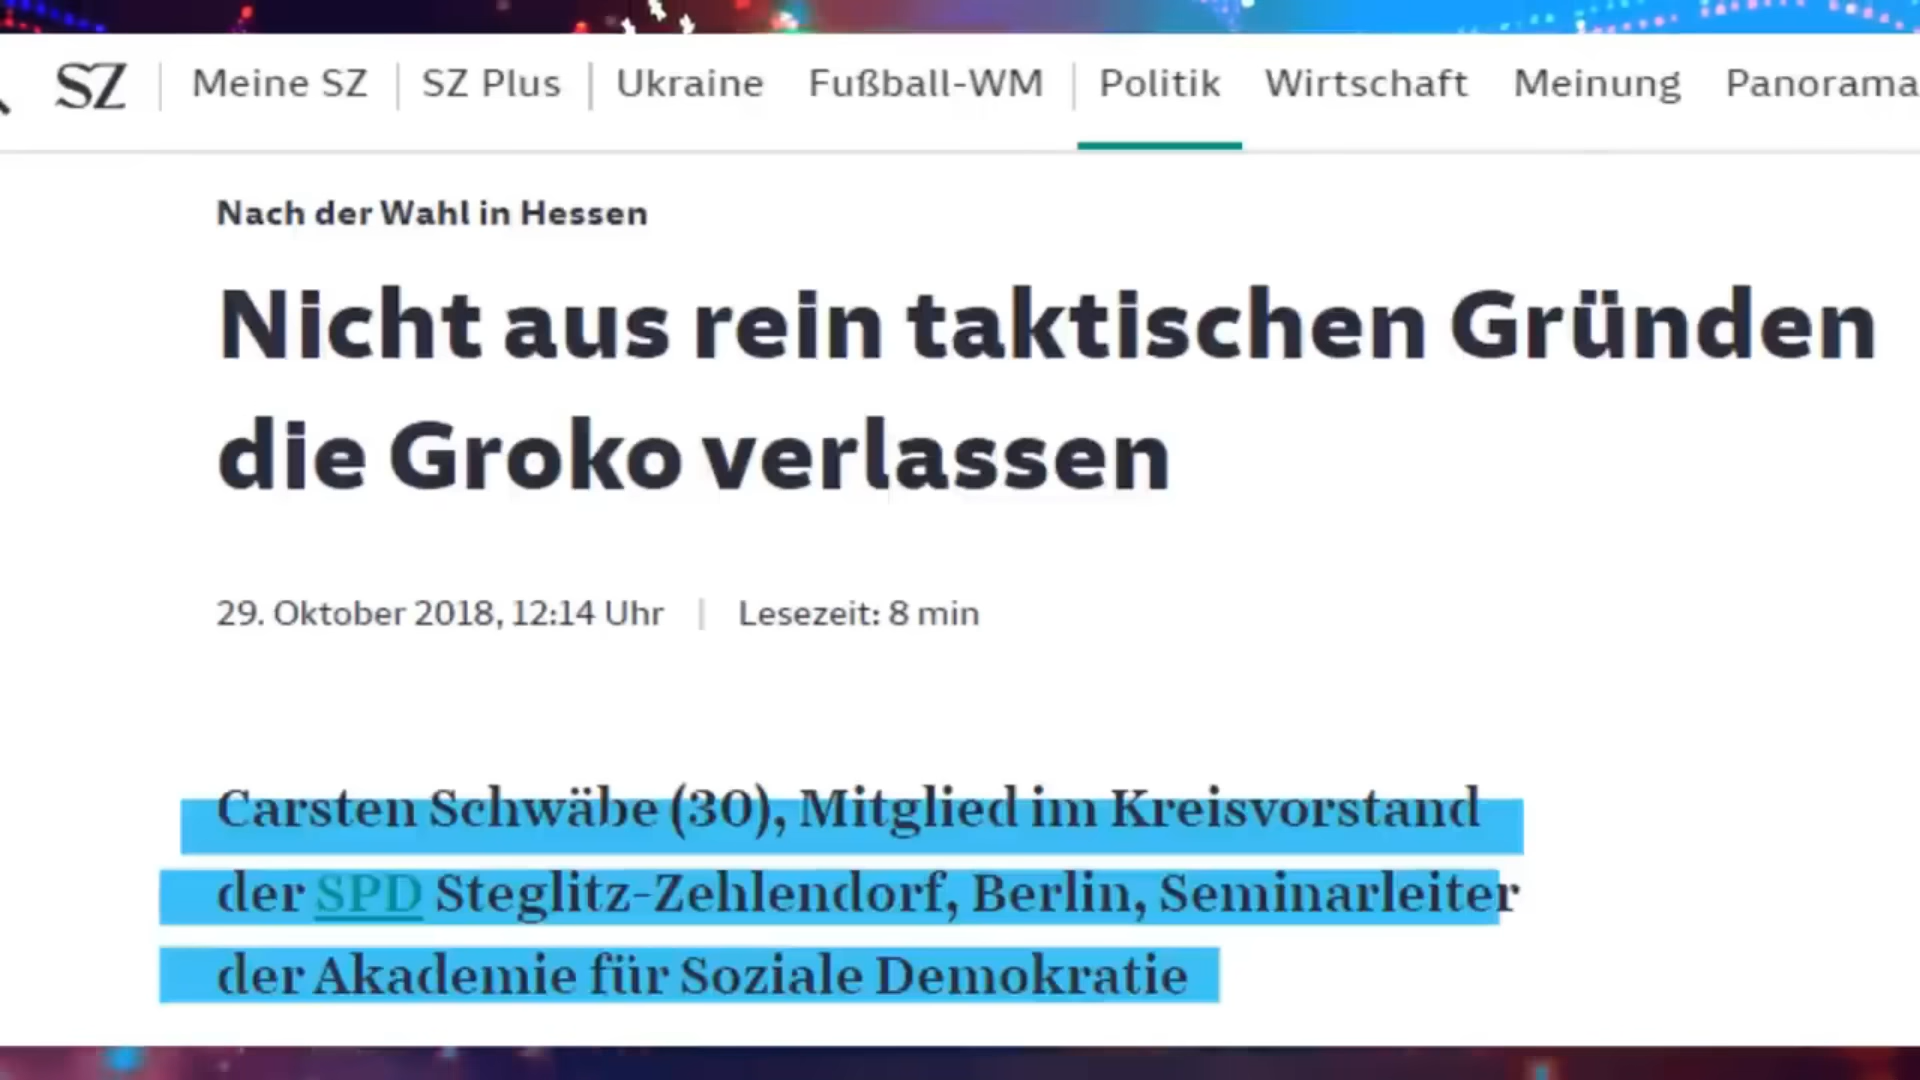 SZ Meine SZ SZ Plus Ukraine Fußball-WM Politik Wirtschaft Meinung Panorama
Nach der Wahl in Hessen
Nicht aus rein taktischen Gründen
die Groko verlassen
29. Oktober 2018, 12:14 Uhr | Lesezeit: 8 min
Carsten Schwäbe (30), Mitglied im Kreisvorstand
der SPD Steglitz-Zehlendorf, Berlin, Seminarleiter
der Akademie für Soziale Demokratie